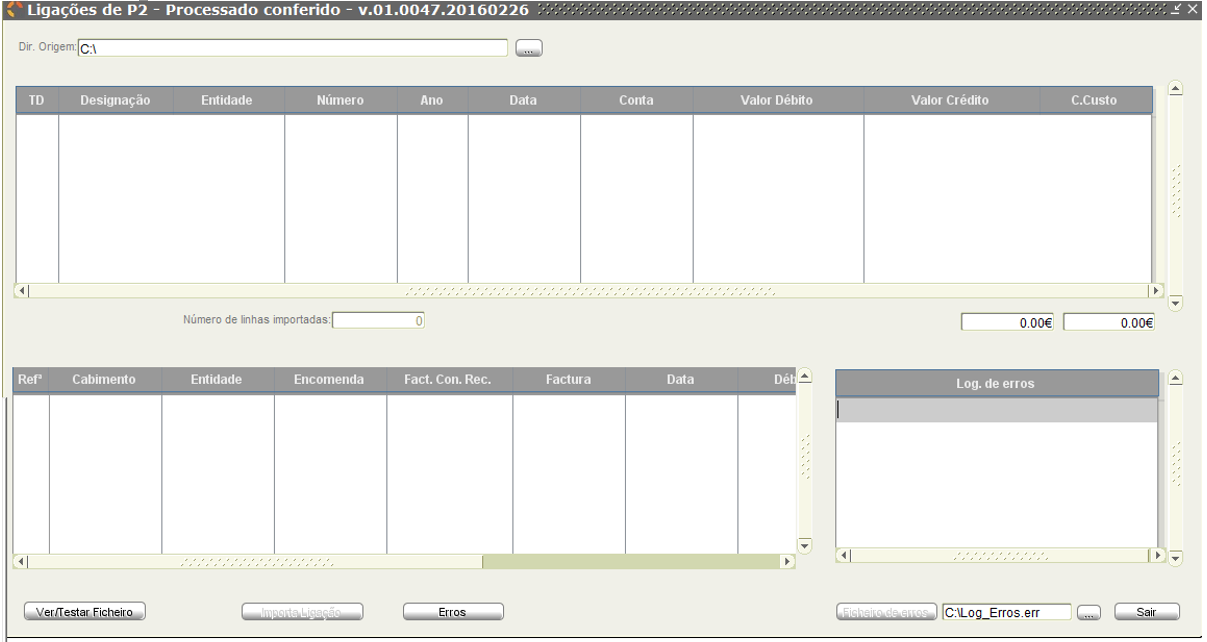 Ligações de P2 - Processado conferido - v.01.0047.20160226
Dir. Origem: C:\ ...
TD Designação Entidade Número Ano Data Conta Valor Débito Valor Crédito C.Custo
Número de linhas importadas: 0 0.00€ 0.00€
Refª Cabimento Entidade Encomenda Fact. Con. Rec. Factura Data Déb
Log. de erros
Ver/Testar Ficheiro Importa Ligação Erros Ficheiro de erros C:\Log_Erros.err ... Sair